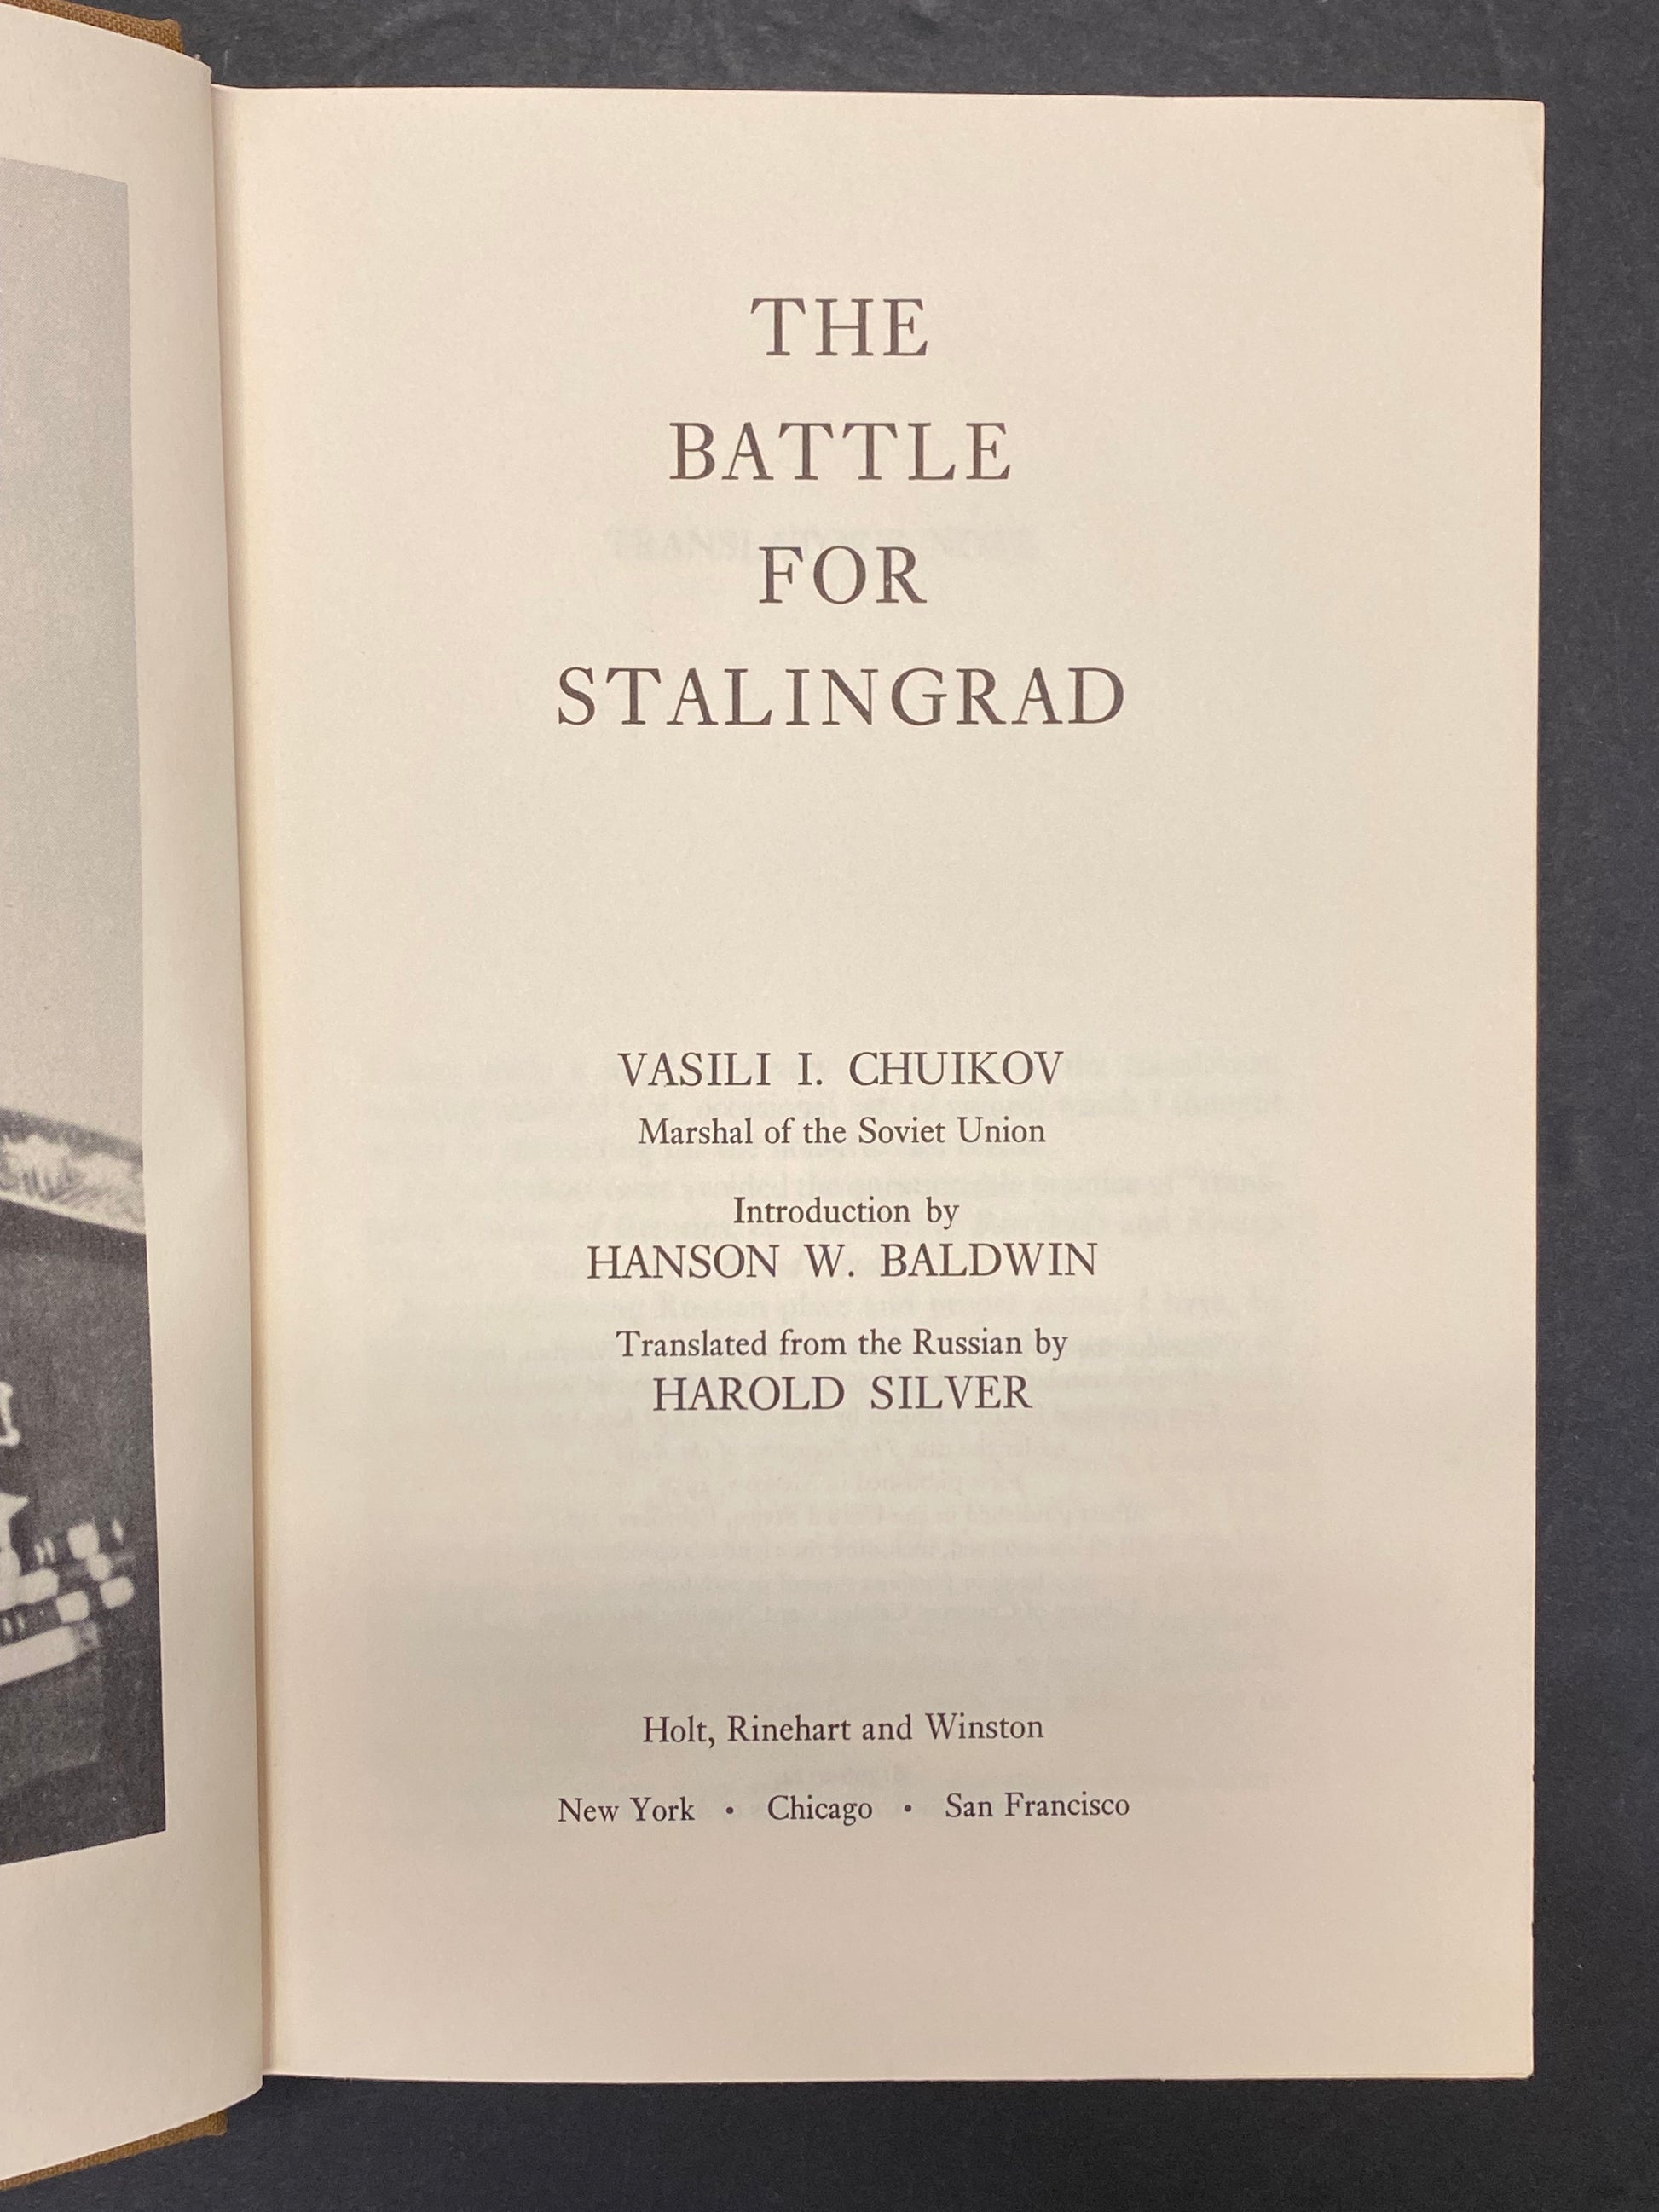 THE
BATTLE
FOR
STALINGRAD
VASILI I. CHUIKOV
Marshal of the Soviet Union
Introduction by
HANSON W. BALDWIN
Translated from the Russian by
HAROLD SILVER
Holt, Rinehart and Winston
New York • Chicago • San Francisco